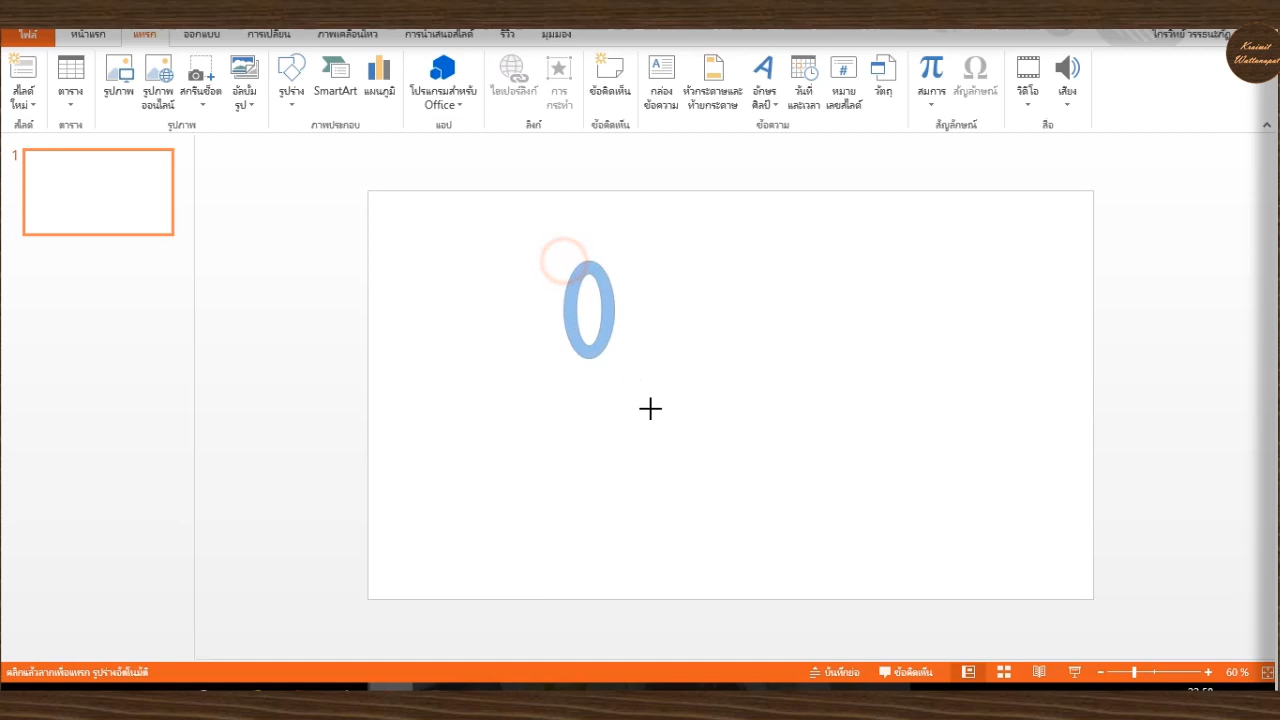 ไฟล์ หน้าแรก แทรก ออกแบบ การเปลี่ยน ภาพเคลื่อนไหว การนำเสนอสไลด์ รีวิว มุมมอง ไกรวิทย์ วรรธนะภัฏ
Kraiwit
Wattanapat
สไลด์ ใหม่ ตาราง รูปภาพ รูปภาพ ออนไลน์ สกรีนช็อต อัลบั้ม รูป รูปร่าง SmartArt แผนภูมิ โปรแกรมสำหรับ Office ไฮเปอร์ลิงก์ การ กระทำ ข้อคิดเห็น กล่อง ข้อความ หัวกระดาษและ ท้ายกระดาษ อักษร ศิลป์ วันที่ และเวลา หมาย เลขสไลด์ วัตถุ สมการ สัญลักษณ์ วิดีโอ เสียง
สไลด์ ตาราง รูปภาพ ภาพประกอบ แอป ลิงก์ ข้อคิดเห็น ข้อความ สัญลักษณ์ สื่อ
1
คลิกแล้วลากเพื่อแทรก รูปร่างอัตโนมัติ บันทึกย่อ ข้อคิดเห็น 60 %